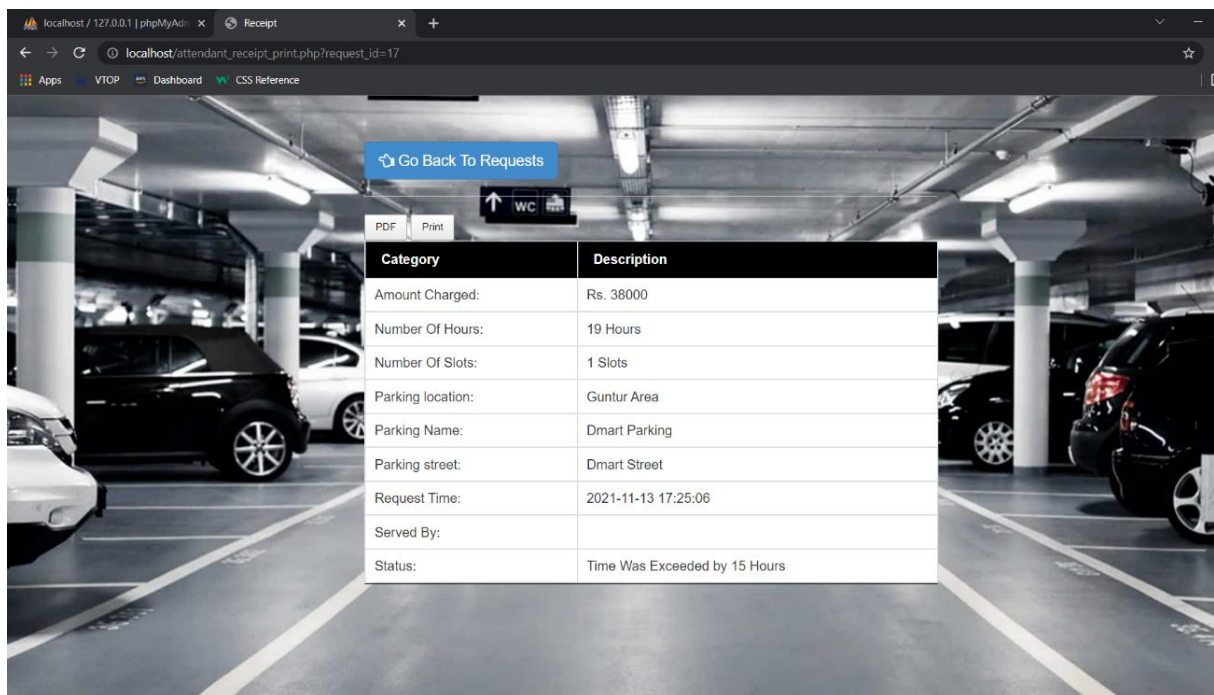 localhost / 127.0.0.1 | phpMyAdn
Receipt
localhost/attendant_receipt_print.php?request_id=17
Apps VTOP Dashboard CSS Reference
Go Back To Requests
WC
PDF Print
Category Description
Amount Charged: Rs. 38000
Number Of Hours: 19 Hours
Number Of Slots: 1 Slots
Parking location: Guntur Area
Parking Name: Dmart Parking
Parking street: Dmart Street
Request Time: 2021-11-13 17:25:06
Served By:
Status: Time Was Exceeded by 15 Hours